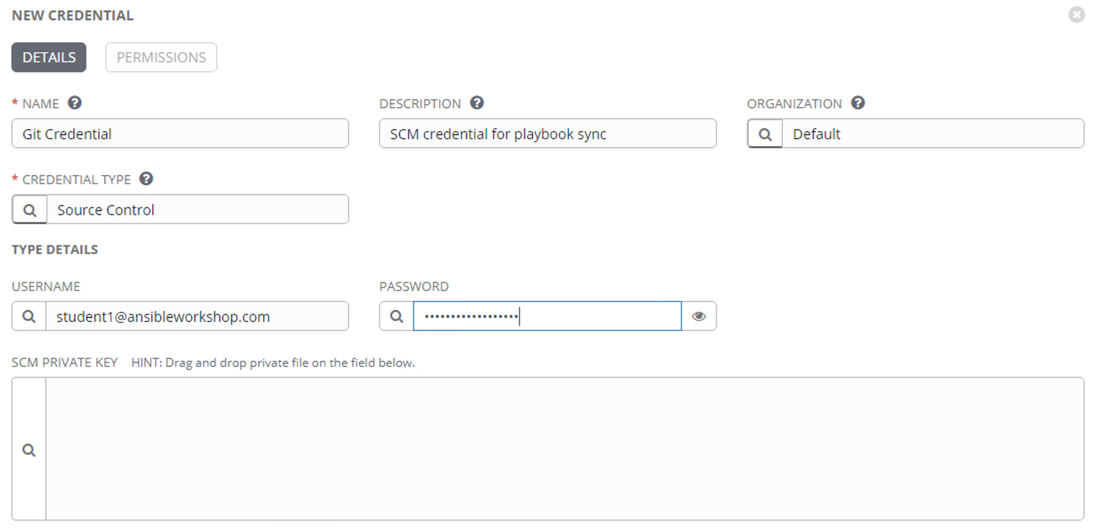 NEW CREDENTIAL
DETAILS PERMISSIONS
* NAME ? DESCRIPTION ? ORGANIZATION ?
Git Credential SCM credential for playbook sync Default
* CREDENTIAL TYPE ?
Source Control
TYPE DETAILS
USERNAME PASSWORD
student1@ansibleworkshop.com ••••••••••••••••••
SCM PRIVATE KEY HINT: Drag and drop private file on the field below.